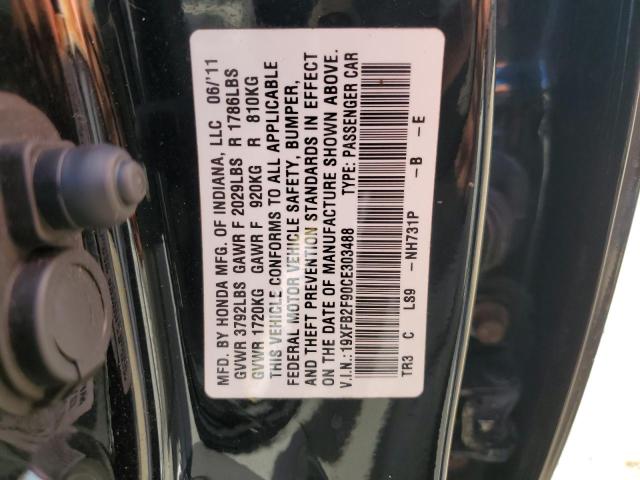 MFD. BY HONDA MFG. OF INDIANA, LLC 06/'11
GVWR 3792LBS GAWR F 2029LBS R 1786LBS
GVWR 1720KG GAWR F 920KG R 810KG
THIS VEHICLE CONFORMS TO ALL APPLICABLE
FEDERAL MOTOR VEHICLE SAFETY, BUMPER,
AND THEFT PREVENTION STANDARDS IN EFFECT
ON THE DATE OF MANUFACTURE SHOWN ABOVE.
V.I.N.: 19XFB2F90CE303488 TYPE: PASSENGER CAR
TR3 C LS9 -NH731P -B -E